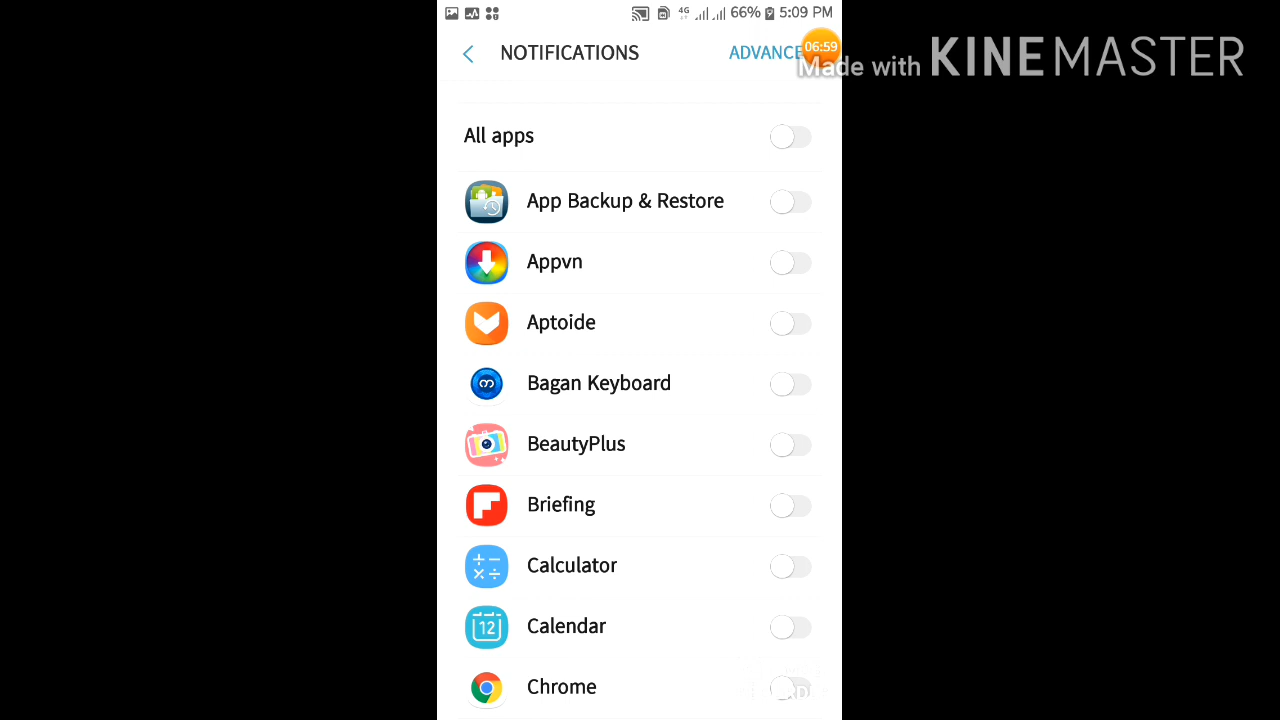 4G 66% 5:09 PM
NOTIFICATIONS
ADVANCE
06:59
Made with KINEMASTER
All apps
App Backup & Restore
Appvn
Aptoide
Bagan Keyboard
BeautyPlus
Briefing
Calculator
12
Calendar
Chrome